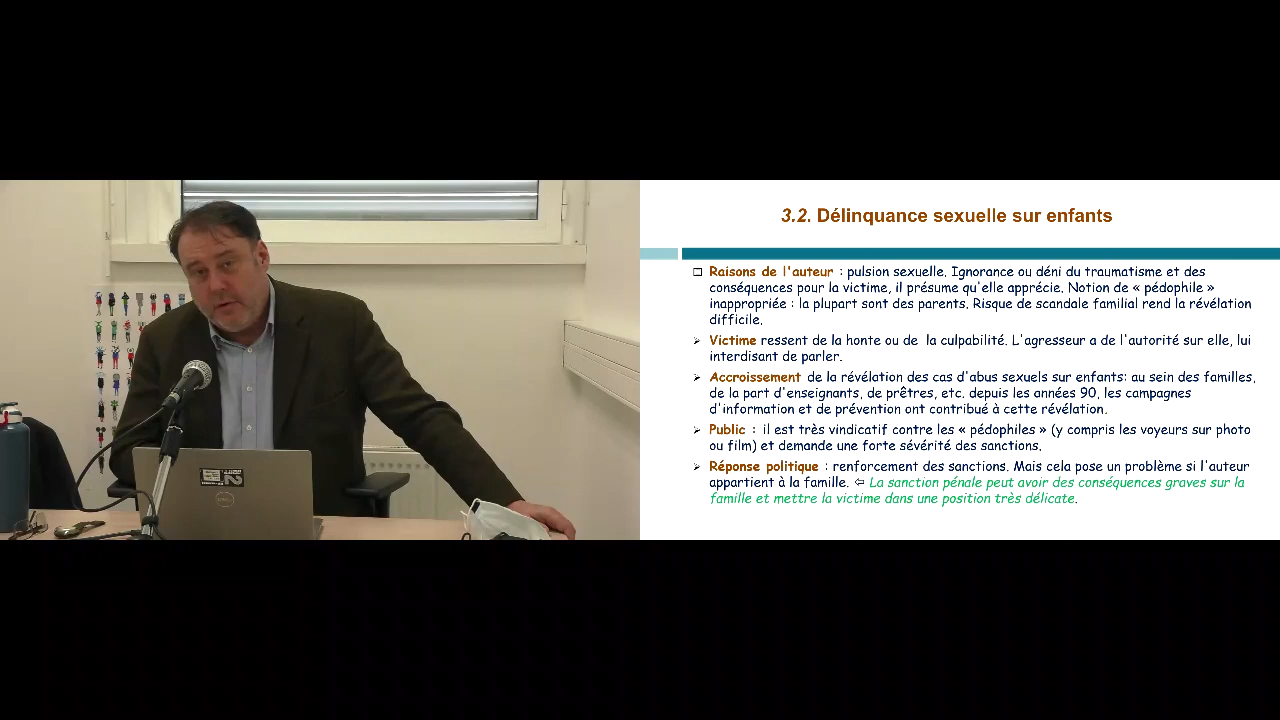 3.2. Délinquance sexuelle sur enfants
Raisons de l'auteur : pulsion sexuelle. Ignorance ou déni du traumatisme et des
conséquences pour la victime, il présume qu'elle apprécie. Notion de « pédophile »
inappropriée : la plupart sont des parents. Risque de scandale familial rend la révélation
difficile.
Victime ressent de la honte ou de la culpabilité. L'agresseur a de l'autorité sur elle, lui
interdisant de parler.
Accroissement de la révélation des cas d'abus sexuels sur enfants: au sein des familles,
de la part d'enseignants, de prêtres, etc. depuis les années 90, les campagnes
d'information et de prévention ont contribué à cette révélation.
Public : il est très vindicatif contre les « pédophiles » (y compris les voyeurs sur photo
ou film) et demande une forte sévérité des sanctions.
Réponse politique : renforcement des sanctions. Mais cela pose un problème si l'auteur
appartient à la famille. ⇦ La sanction pénale peut avoir des conséquences graves sur la
famille et mettre la victime dans une position très délicate.
DELL